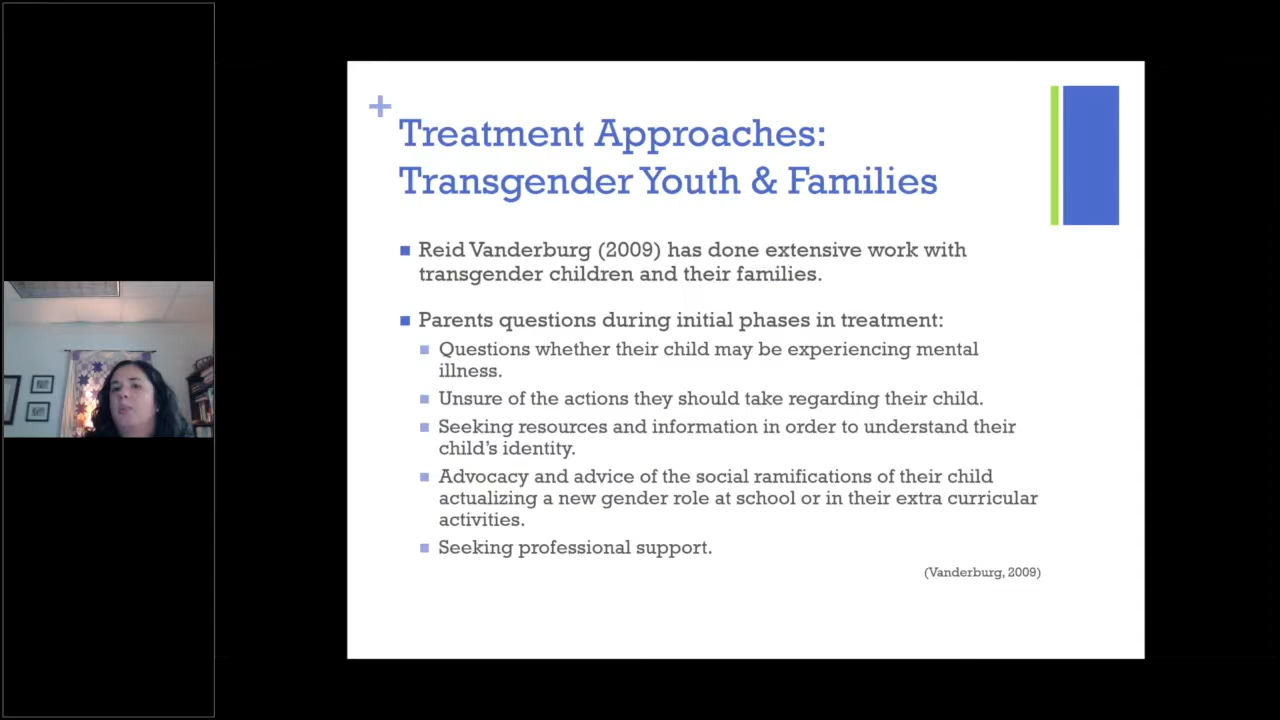 +
Treatment Approaches:
Transgender Youth & Families
Reid Vanderburg (2009) has done extensive work with
transgender children and their families.
Parents questions during initial phases in treatment:
Questions whether their child may be experiencing mental
illness.
Unsure of the actions they should take regarding their child.
Seeking resources and information in order to understand their
child's identity.
Advocacy and advice of the social ramifications of their child
actualizing a new gender role at school or in their extra curricular
activities.
Seeking professional support.
(Vanderburg, 2009)